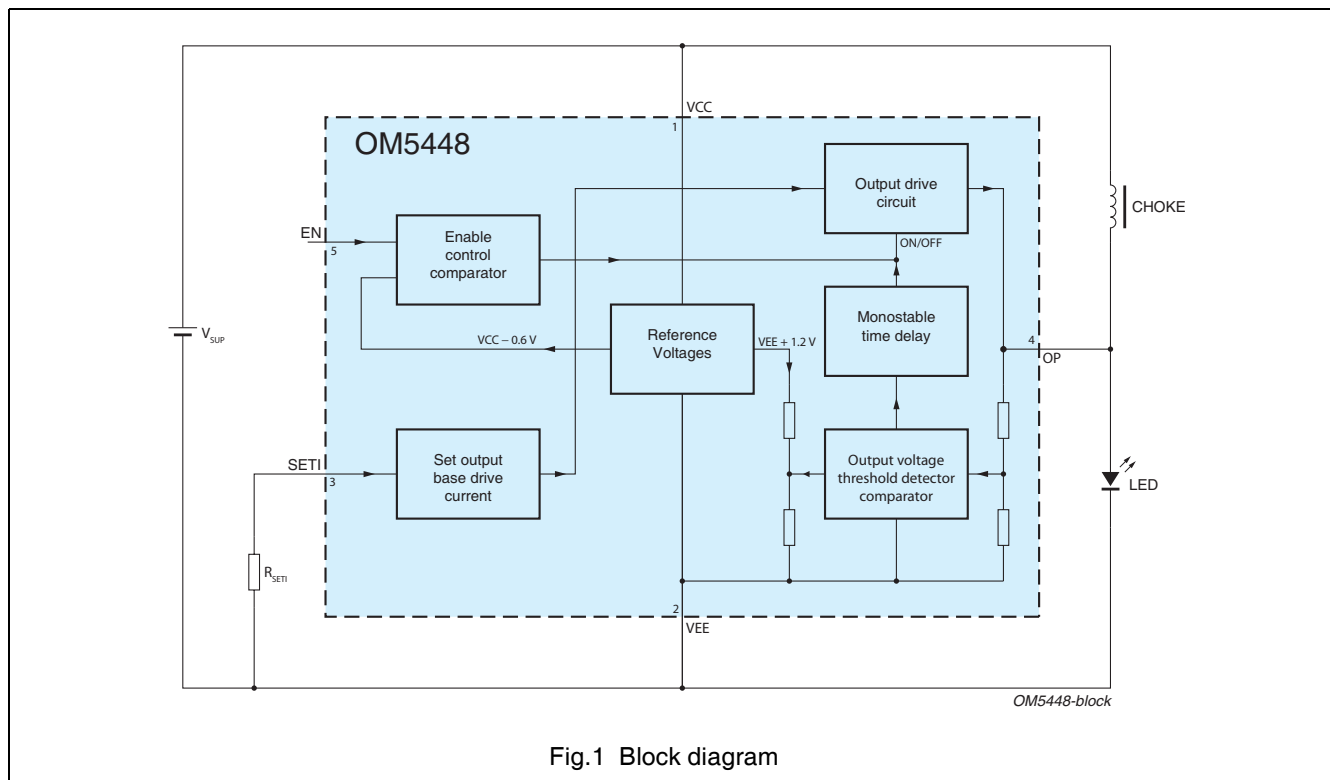 VCC
1
OM5448
Output drive
circuit
CHOKE
EN
5
Enable
control
comparator
ON/OFF
Monostable
time delay
Reference
Voltages
V SUP
VCC – 0.6 V
VEE + 1.2 V
4
OP
SETI
3
Set output
base drive
current
Output voltage
threshold detector
comparator
LED
R SETI
2
VEE
OM5448-block
Fig.1 Block diagram